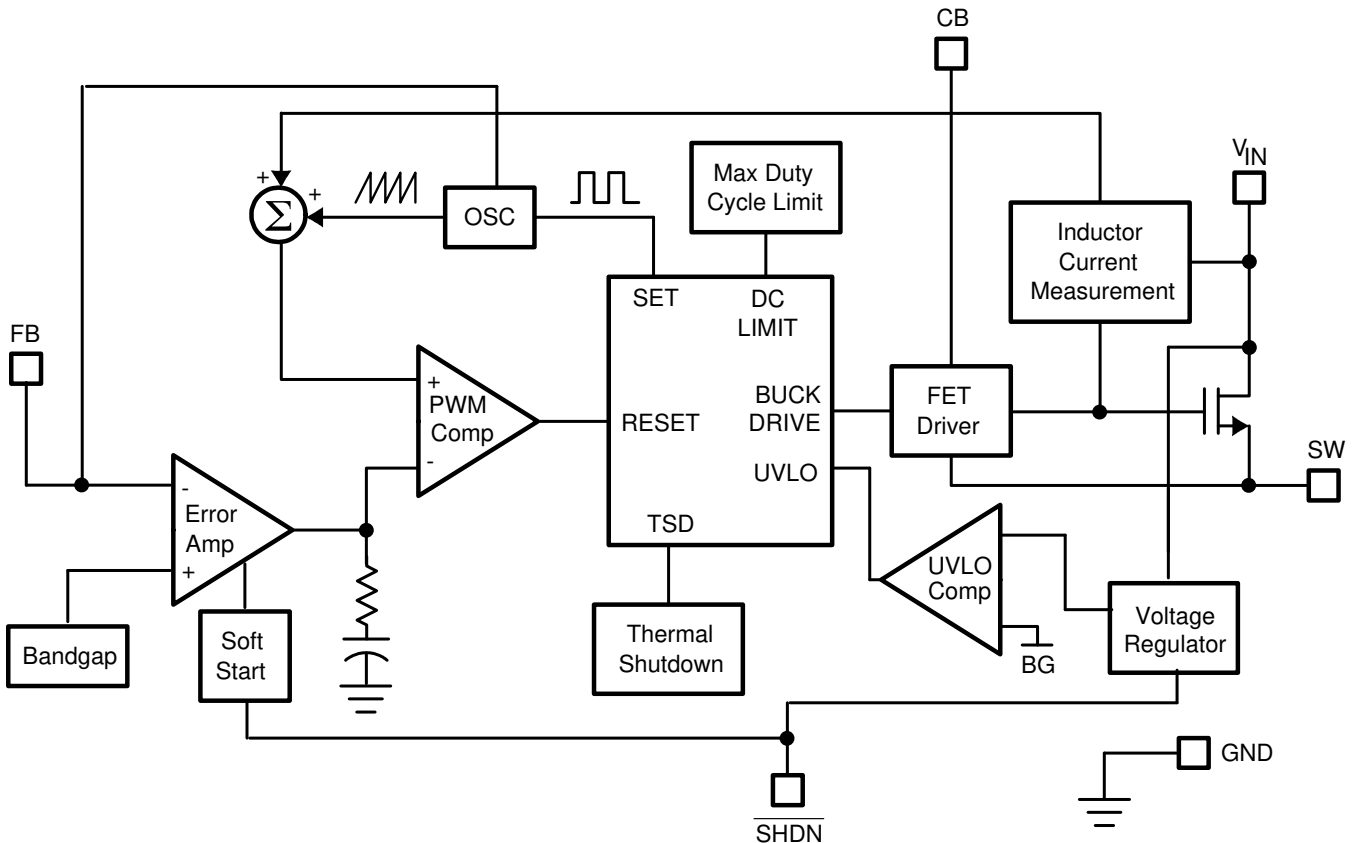 CB
VIN
+
+
Σ
OSC
Max Duty
Cycle Limit
Inductor
Current
Measurement
SET
DC
LIMIT
FB
+
PWM
Comp
-
RESET
BUCK
DRIVE
UVLO
TSD
FET
Driver
SW
-
Error
Amp
+
UVLO
Comp
BG
Bandgap
Soft
Start
Thermal
Shutdown
Voltage
Regulator
GND
SHDN